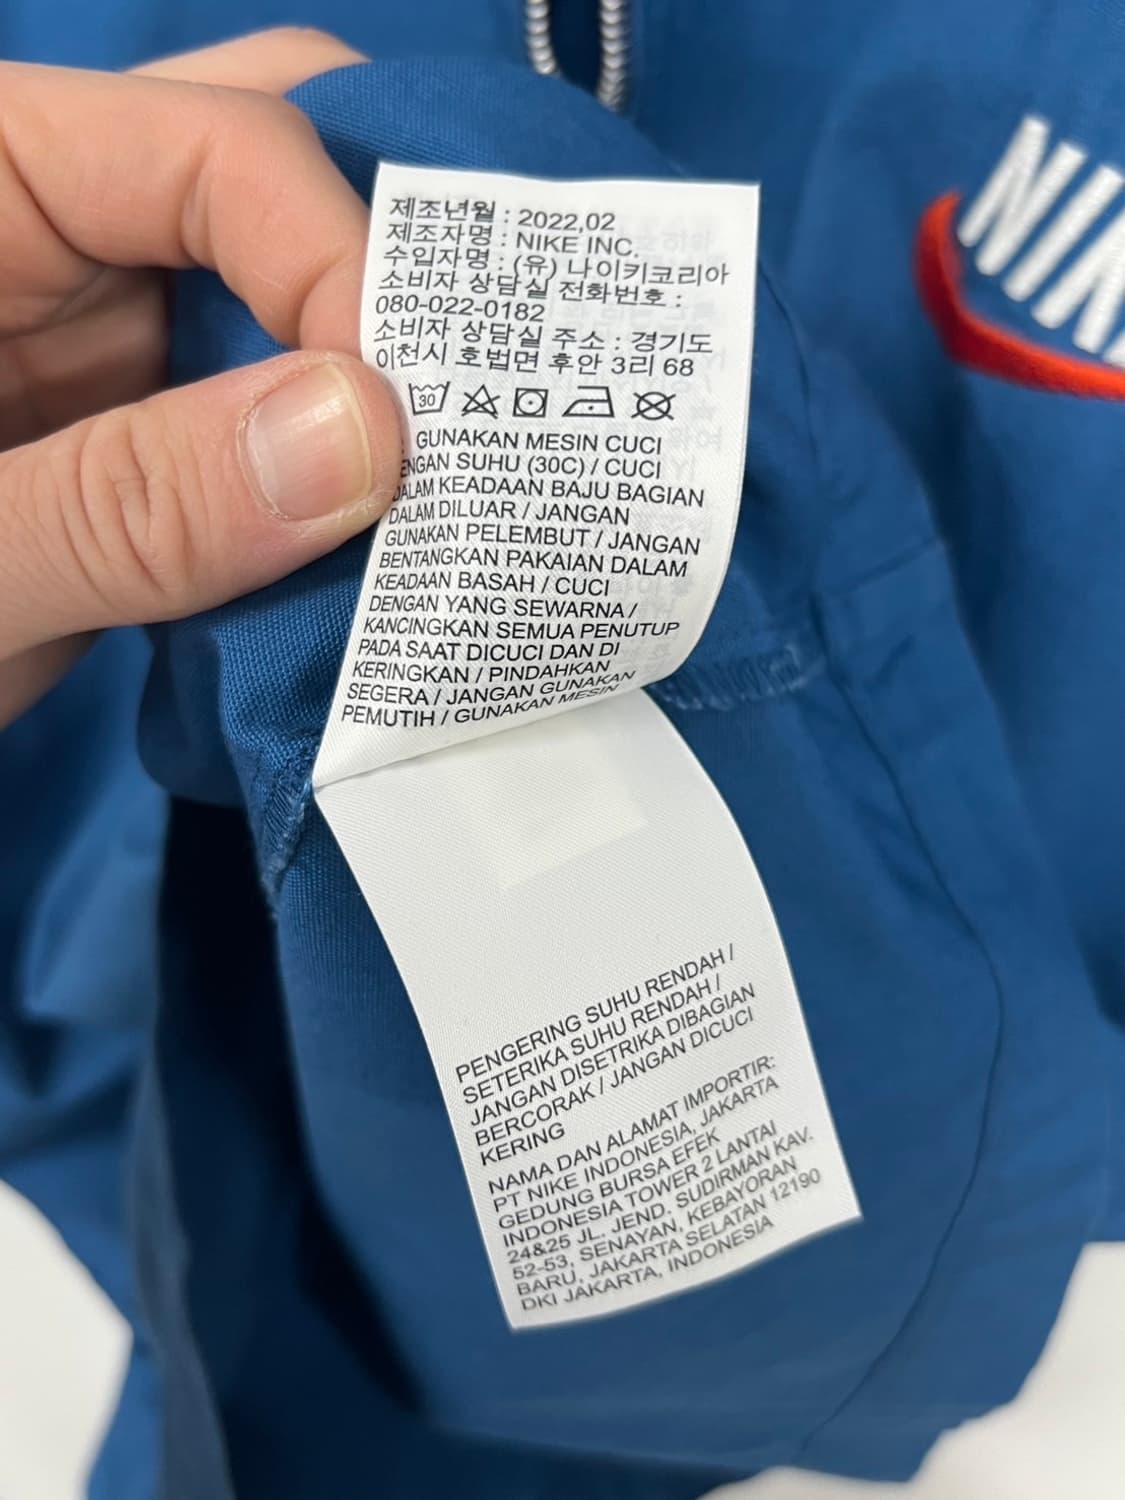 제조년월 : 2022,02
제조자명 : NIKE INC.
수입자명 : (유) 나이키코리아
소비자 상담실 전화번호 :
080-022-0182
소비자 상담실 주소 : 경기도
이천시 호법면 후안 3리 68
30
: GUNAKAN MESIN CUCI
ENGAN SUHU (30C) / CUCI
DALAM KEADAAN BAJU BAGIAN
DALAM DILUAR / JANGAN
GUNAKAN PELEMBUT / JANGAN
BENTANGKAN PAKAIAN DALAM
KEADAAN BASAH / CUCI
DENGAN YANG SEWARNA /
KANCINGKAN SEMUA PENUTUP
PADA SAAT DICUCI DAN DI
KERINGKAN / PINDAHKAN
SEGERA / JANGAN GUNAKAN
PEMUTIH / GUNAKAN MESIN
PENGERING SUHU RENDAH /
SETERIKA SUHU RENDAH /
JANGAN DISETRIKA DIBAGIAN
BERCORAK / JANGAN DICUCI
KERING
NAMA DAN ALAMAT IMPORTIR:
PT NIKE INDONESIA, JAKARTA
GEDUNG BURSA EFEK
INDONESIA TOWER 2 LANTAI
24&25 JL. JEND. SUDIRMAN KAV.
52-53, SENAYAN, KEBAYORAN
BARU, JAKARTA SELATAN 12190
DKI JAKARTA, INDONESIA